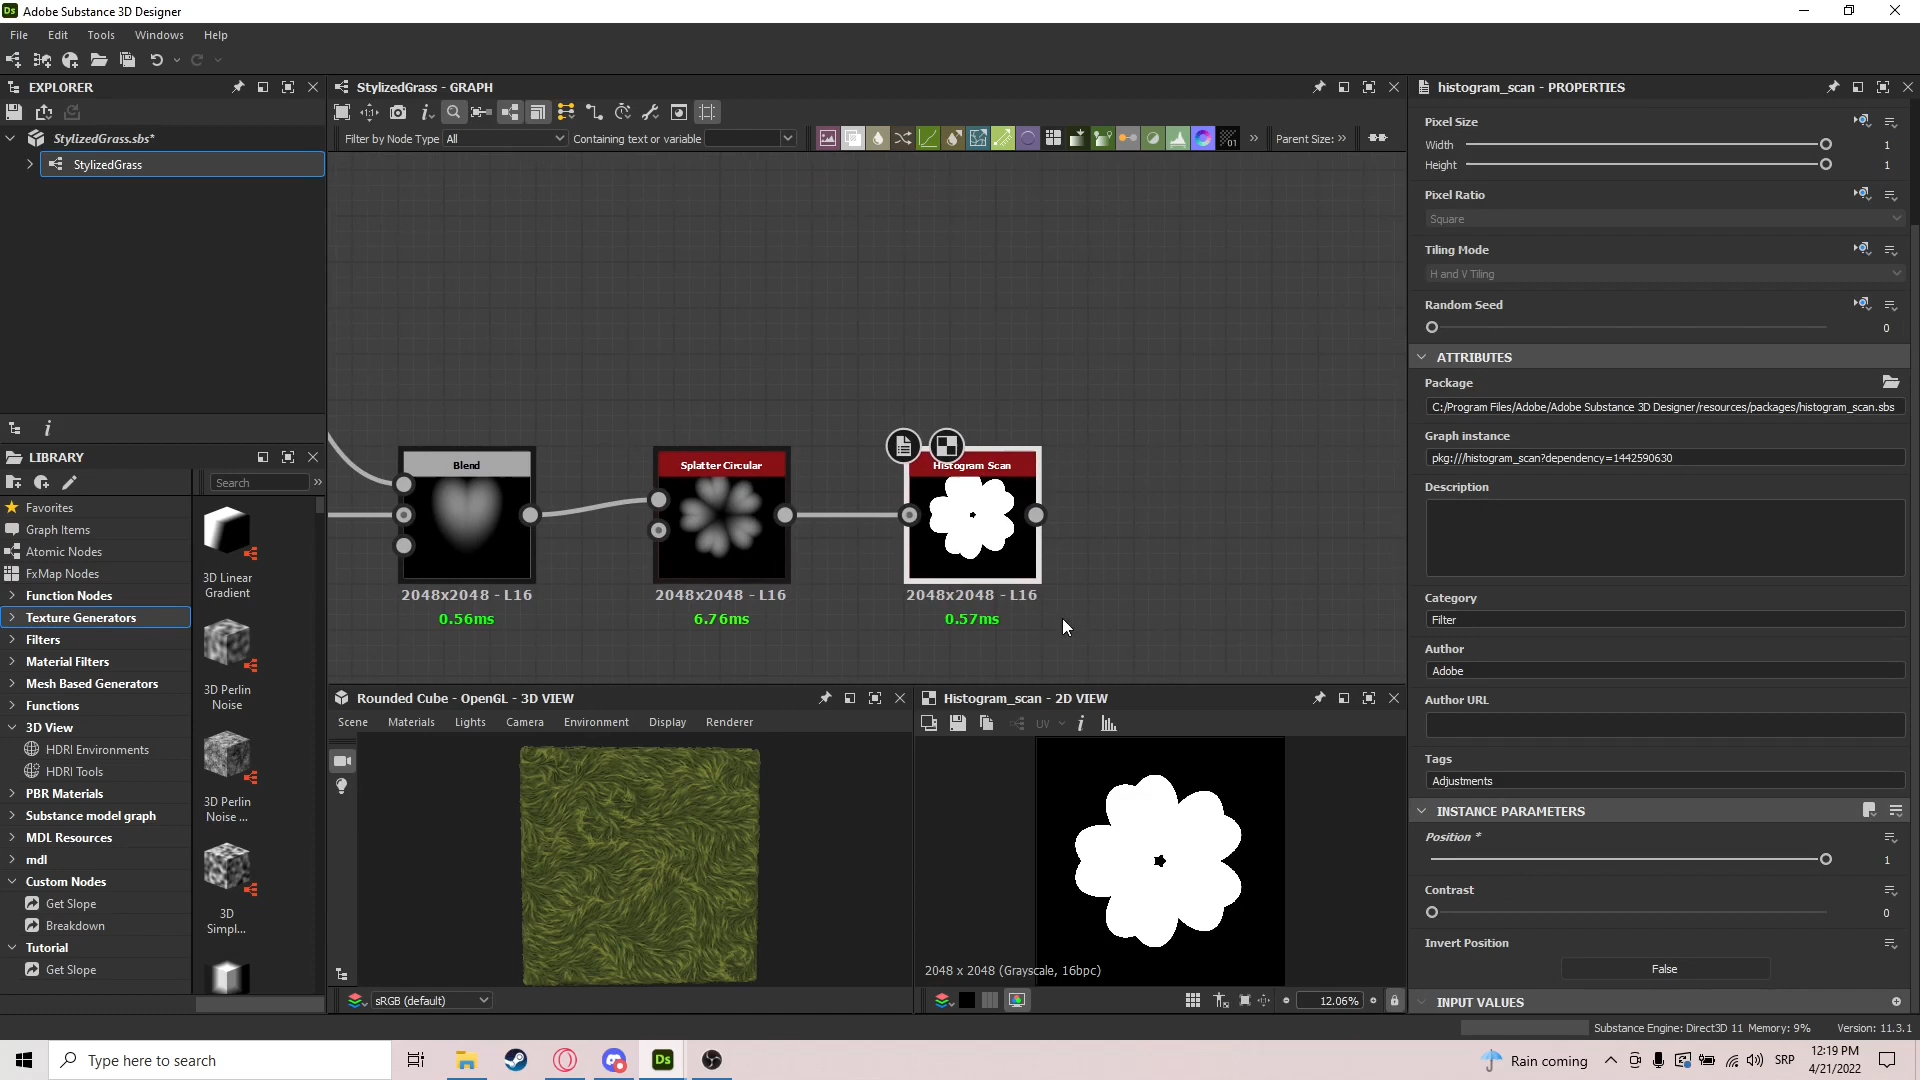 Ds Adobe Substance 3D Designer
File Edit Tools Windows Help
EXPLORER
StylizedGrass.sbs*
StylizedGrass
LIBRARY
Search
Favorites
Graph Items
Atomic Nodes
FxMap Nodes
Function Nodes
Texture Generators
Filters
Material Filters
Mesh Based Generators
Functions
3D View
HDRI Environments
HDRI Tools
PBR Materials
Substance model graph
MDL Resources
mdl
Custom Nodes
Get Slope
Breakdown
Tutorial
Get Slope
3D Linear
Gradient
3D Perlin
Noise
3D Perlin
Noise ...
3D
Simpl...
StylizedGrass - GRAPH
Filter by Node Type All Containing text or variable Parent Size:
Blend
2048x2048 - L16
0.56ms
Splatter Circular
2048x2048 - L16
6.76ms
Histogram Scan
2048x2048 - L16
0.57ms
Rounded Cube - OpenGL - 3D VIEW
Scene Materials Lights Camera Environment Display Renderer
sRGB (default)
Histogram_scan - 2D VIEW
UV
2048 x 2048 (Grayscale, 16bpc)
12.06%
histogram_scan - PROPERTIES
Pixel Size
Width 1
Height 1
Pixel Ratio
Square
Tiling Mode
H and V Tiling
Random Seed
0
ATTRIBUTES
Package
C:/Program Files/Adobe/Adobe Substance 3D Designer/resources/packages/histogram_scan.sbs
Graph instance
pkg:///histogram_scan?dependency=1442590630
Description
Category
Filter
Author
Adobe
Author URL
Tags
Adjustments
INSTANCE PARAMETERS
Position *
1
Contrast
0
Invert Position
False
INPUT VALUES
Substance Engine: Direct3D 11 Memory: 9% Version: 11.3.1
Type here to search
Ds
Rain coming
SRP
12:19 PM
4/21/2022